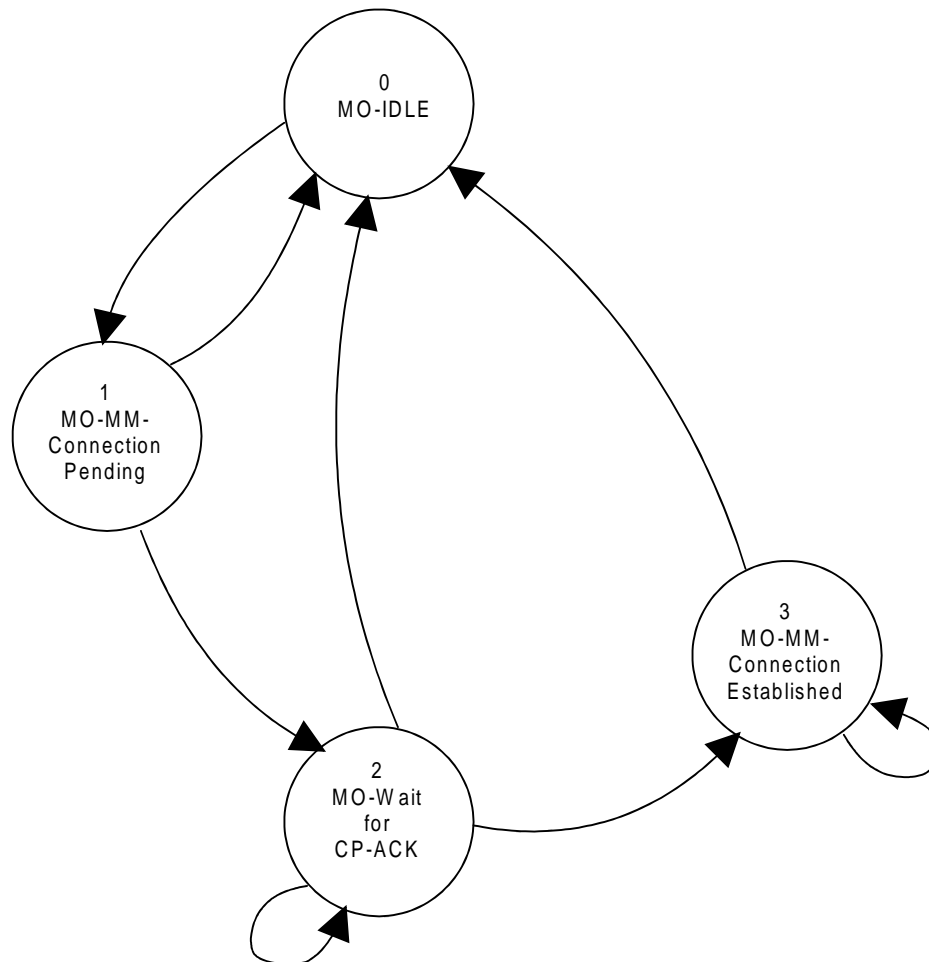 0
MO-IDLE
1
MO-MM-
Connection
Pending
3
MO-MM-
Connection
Established
2
MO-Wait
for
CP-ACK